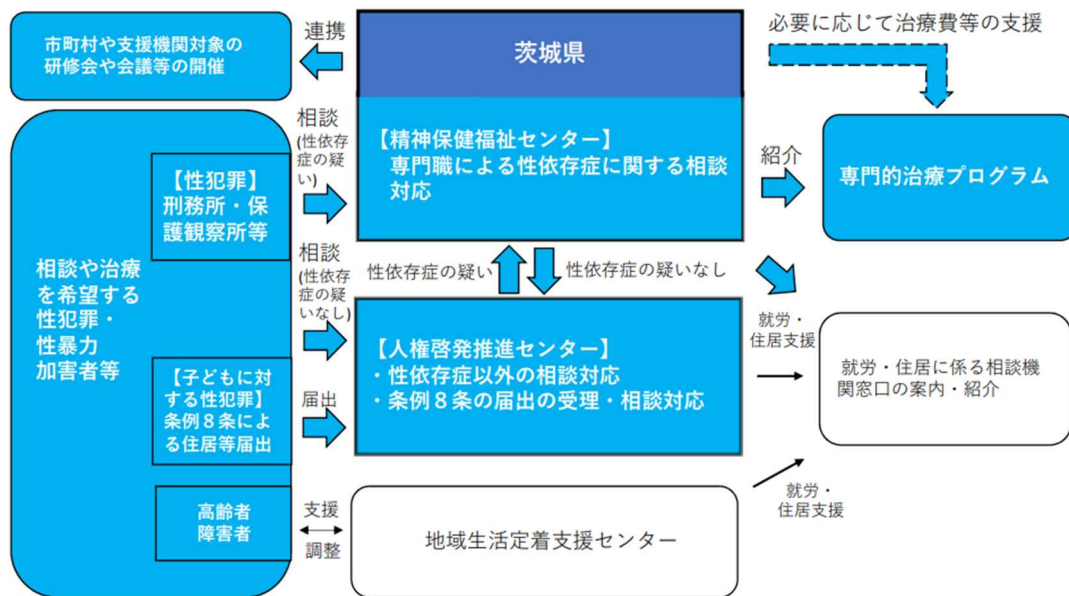 市町村や支援機関対象の
研修会や会議等の開催
連携
茨城県
必要に応じて治療費等の支援
相談
(性依存
症の疑
い)
【精神保健福祉センター】
専門職による性依存症に関する相談
対応
紹介
専門的治療プログラム
【性犯罪】
刑務所・保
護観察所等
相談や治療
を希望する
性犯罪・
性暴力
加害者等
相談
(性依存
症の疑
いなし)
性依存症の疑い
性依存症の疑いなし
就労・
住居支援
【人権啓発推進センター】
・性依存症以外の相談対応
・条例８条の届出の受理・相談対応
就労・住居に係る相談機
関窓口の案内・紹介
【子どもに対
する性犯罪】
条例８条によ
る住居等届出
届出
高齢者
障害者
支援
調整
地域生活定着支援センター
就労・
住居支援